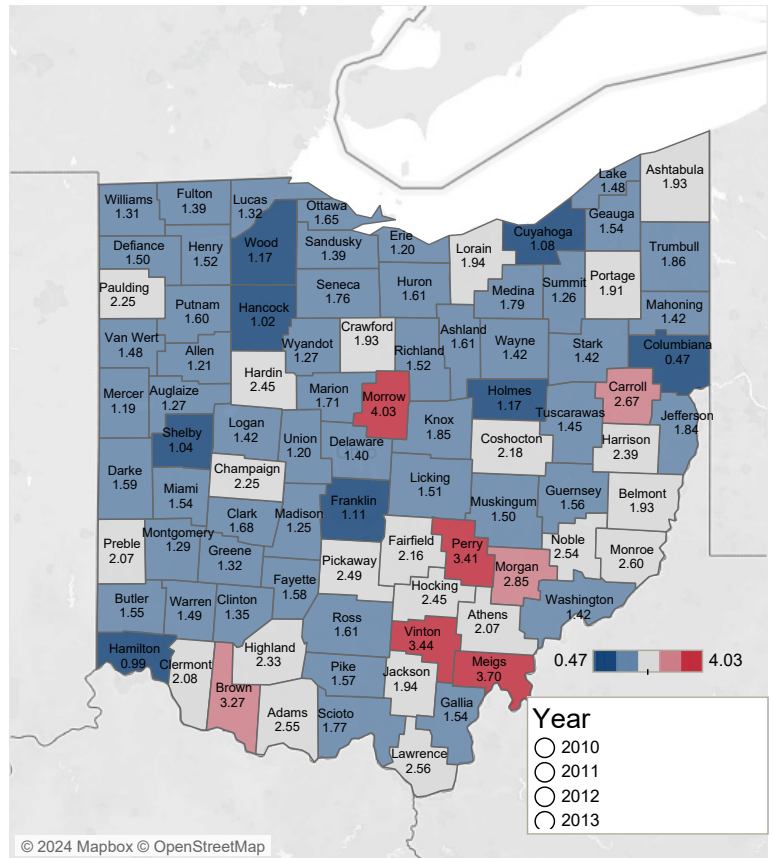 Williams
1.31
Fulton
1.39
Lucas
1.32
Ottawa
1.65
Lake
1.48
Ashtabula
1.93
Defiance
1.50
Henry
1.52
Wood
1.17
Sandusky
1.39
Erie
1.20
Lorain
1.94
Cuyahoga
1.08
Geauga
1.54
Trumbull
1.86
Paulding
2.25
Putnam
1.60
Hancock
1.02
Seneca
1.76
Huron
1.61
Medina
1.79
Summit
1.26
Portage
1.91
Mahoning
1.42
Van Wert
1.48
Allen
1.21
Hardin
2.45
Wyandot
1.27
Crawford
1.93
Richland
1.52
Ashland
1.61
Wayne
1.42
Stark
1.42
Columbiana
0.47
Mercer
1.19
Auglaize
1.27
Marion
1.71
Morrow
4.03
Knox
1.85
Holmes
1.17
Tuscarawas
1.45
Carroll
2.67
Jefferson
1.84
Shelby
1.04
Logan
1.42
Union
1.20
Delaware
1.40
Coshocton
2.18
Harrison
2.39
Darke
1.59
Miami
1.54
Champaign
2.25
Clark
1.68
Madison
1.25
Franklin
1.11
Licking
1.51
Muskingum
1.50
Guernsey
1.56
Belmont
1.93
Preble
2.07
Montgomery
1.29
Greene
1.32
Fayette
1.58
Pickaway
2.49
Fairfield
2.16
Perry
3.41
Morgan
2.85
Noble
2.54
Monroe
2.60
Butler
1.55
Warren
1.49
Clinton
1.35
Ross
1.61
Hocking
2.45
Athens
2.07
Washington
1.42
Hamilton
0.99
Clermont
2.08
Brown
3.27
Highland
2.33
Adams
2.55
Pike
1.57
Scioto
1.77
Vinton
3.44
Jackson
1.94
Meigs
3.70
Gallia
1.54
Lawrence
2.56
0.47
4.03
Year
2010
2011
2012
2013
© 2024 Mapbox © OpenStreetMap